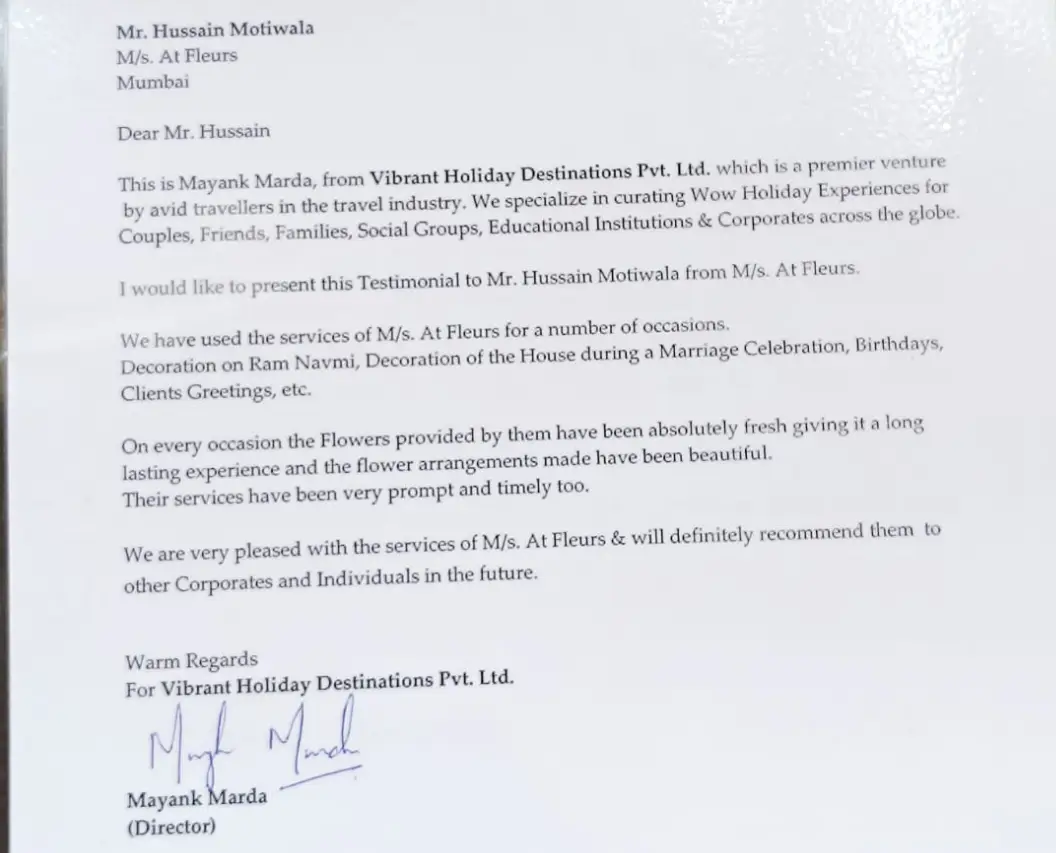 Mr. Hussain Motiwala
M/s. At Fleurs
Mumbai
Dear Mr. Hussain
This is Mayank Marda, from Vibrant Holiday Destinations Pvt. Ltd. which is a premier venture
by avid travellers in the travel industry. We specialize in curating Wow Holiday Experiences for
Couples, Friends, Families, Social Groups, Educational Institutions & Corporates across the globe.
I would like to present this Testimonial to Mr. Hussain Motiwala from M/s. At Fleurs.
We have used the services of M/s. At Fleurs for a number of occasions.
Decoration on Ram Navmi, Decoration of the House during a Marriage Celebration, Birthdays,
Clients Greetings, etc.
On every occasion the Flowers provided by them have been absolutely fresh giving it a long
lasting experience and the flower arrangements made have been beautiful.
Their services have been very prompt and timely too.
We are very pleased with the services of M/s. At Fleurs & will definitely recommend them to
other Corporates and Individuals in the future.
Warm Regards
For Vibrant Holiday Destinations Pvt. Ltd.
Mayank Marda
(Director)